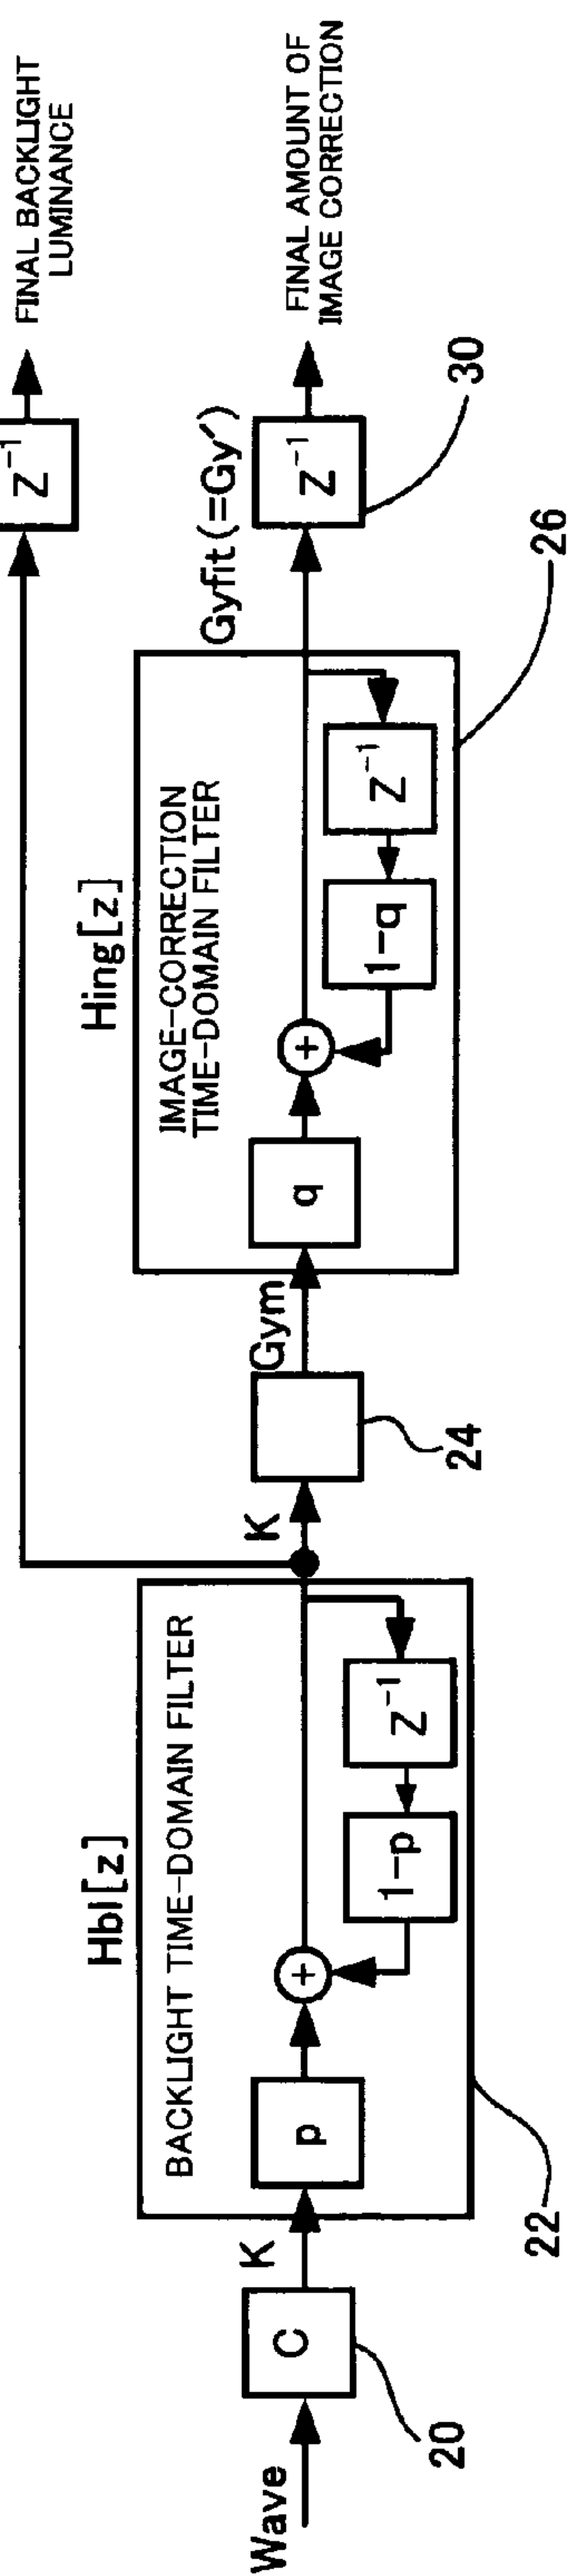 FINAL BACKLIGHT
LUMINANCE
Z⁻¹
Hbl[z]
BACKLIGHT TIME-DOMAIN FILTER
Wave
C
20
K
p
+
1-p
Z⁻¹
22
K
24
Gym
Hing[z]
IMAGE-CORRECTION
TIME-DOMAIN FILTER
q
+
1-q
Z⁻¹
26
Gyfit(=Gy′)
Z⁻¹
30
FINAL AMOUNT OF
IMAGE CORRECTION